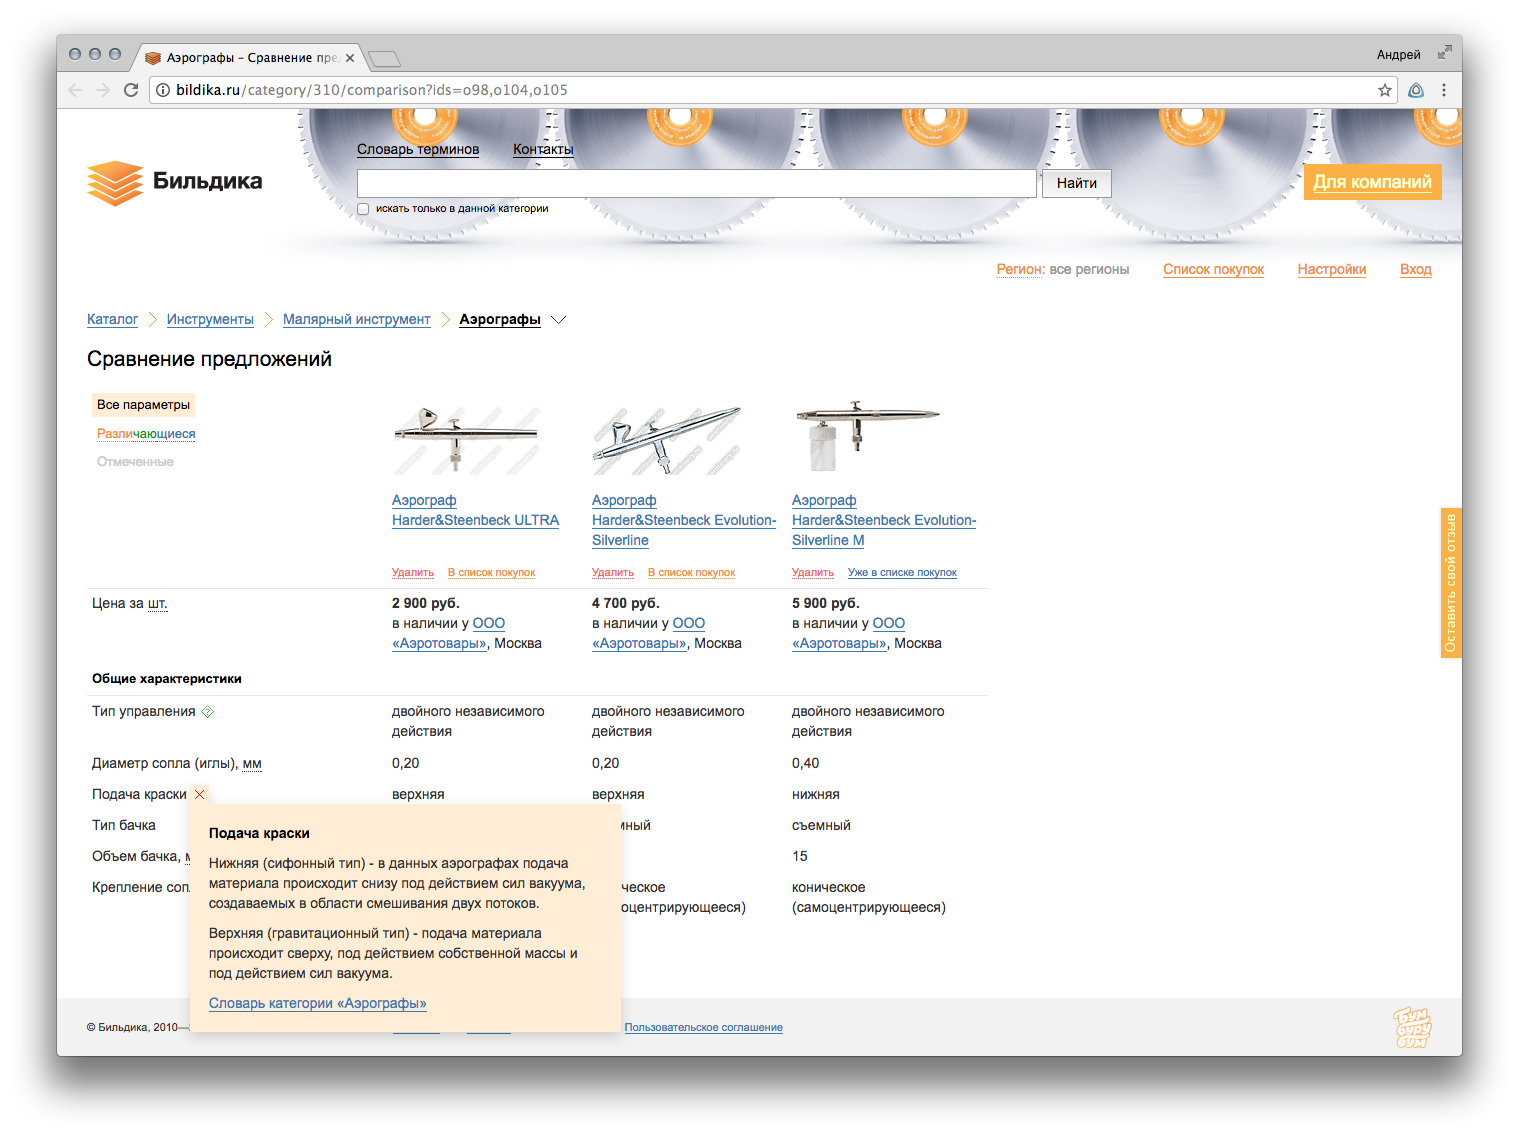 Аэрографы – Сравнение пре
Андрей
bildika.ru/category/310/comparison?ids=o98,o104,o105
Словарь терминов
Контакты
Бильдика
Найти
Для компаний
искать только в данной категории
Регион: все регионы
Список покупок
Настройки
Вход
Каталог
Инструменты
Малярный инструмент
Аэрографы
Сравнение предложений
Все параметры
Различающиеся
Отмеченные
Аэрограф
Harder&Steenbeck ULTRA
Аэрограф
Harder&Steenbeck Evolution-
Silverline
Аэрограф
Harder&Steenbeck Evolution-
Silverline M
Удалить В список покупок
Удалить В список покупок
Удалить Уже в списке покупок
Оставить свой отзыв
Цена за шт.
2 900 руб.
в наличии у ООО
«Аэротовары», Москва
4 700 руб.
в наличии у ООО
«Аэротовары», Москва
5 900 руб.
в наличии у ООО
«Аэротовары», Москва
Общие характеристики
Тип управления ?
двойного независимого
действия
двойного независимого
действия
двойного независимого
действия
Диаметр сопла (иглы), мм
0,20
0,20
0,40
Подача краски
верхняя
верхняя
нижняя
Тип бачка
мный
съемный
Объем бачка, м
15
Крепление соп
ческое
оцентрирующееся)
коническое
(самоцентрирующееся)
Подача краски
Нижняя (сифонный тип) - в данных аэрографах подача
материала происходит снизу под действием сил вакуума,
создаваемых в области смешивания двух потоков.
Верхняя (гравитационный тип) - подача материала
происходит сверху, под действием собственной массы и
под действием сил вакуума.
Словарь категории «Аэрографы»
© Бильдика, 2010—
Пользовательское соглашение
Бум
буру
бум